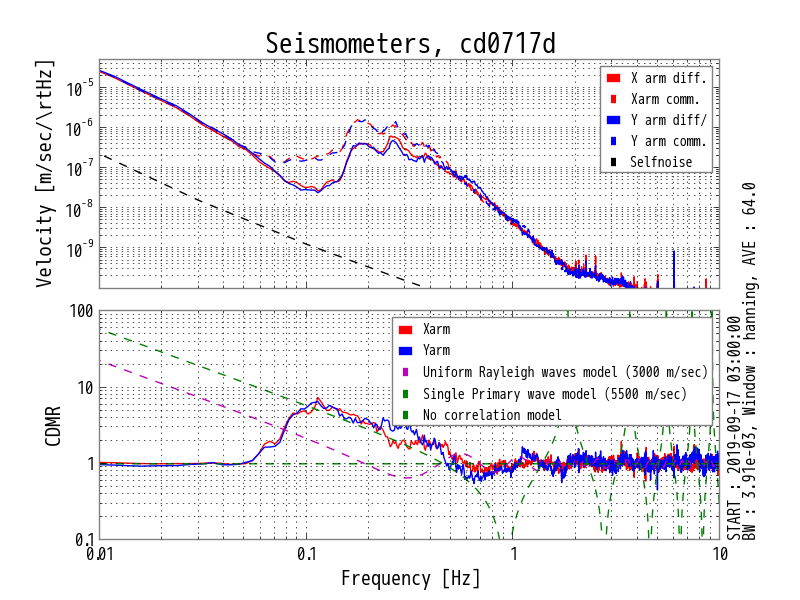 Seismometers, cd0717d
Velocity [m/sec/\rtHz]
10^-5
10^-6
10^-7
10^-8
10^-9
X arm diff.
Xarm comm.
Y arm diff/
Y arm comm.
Selfnoise
CDMR
100
10
1
0.1
Xarm
Yarm
Uniform Rayleigh waves model (3000 m/sec)
Single Primary wave model (5500 m/sec)
No correlation model
0.01
0.1
1
10
Frequency [Hz]
START : 2019-09-17 03:00:00
BW : 3.91e-03, Window : hanning, AVE : 64.0